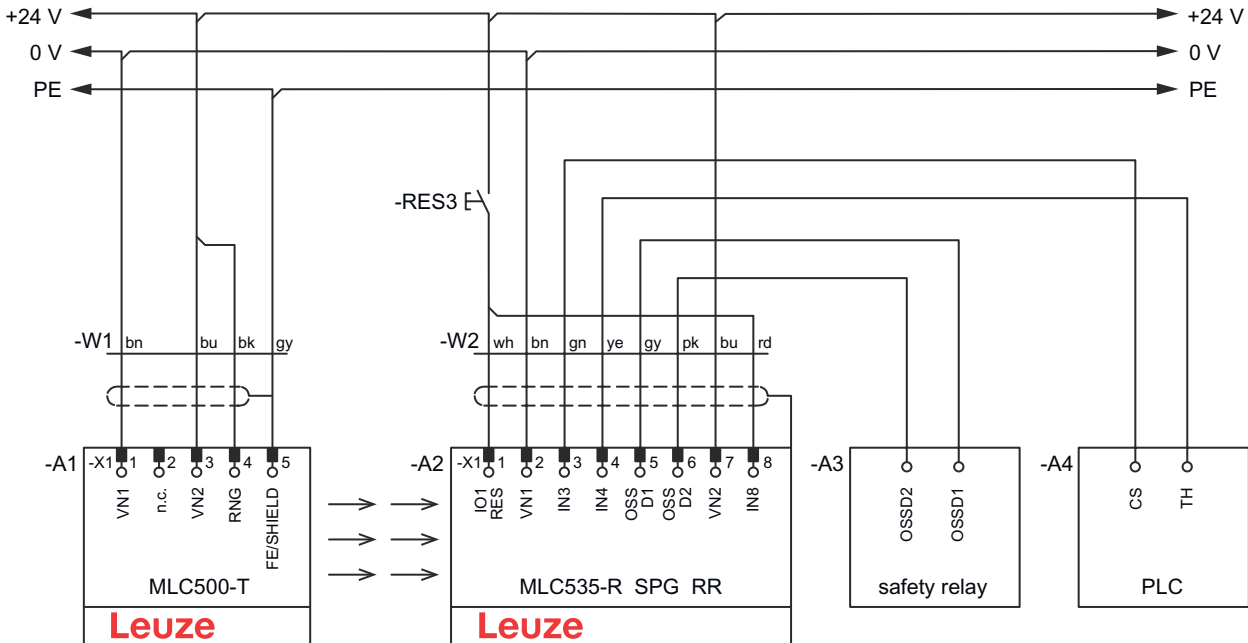 +24 V
+24 V
0 V
0 V
PE
PE
-RES3
-W1 bn bu bk gy
-W2 wh bn gn ye gy pk bu rd
-A1 -X1 1 2 3 4 5
VN1
n.c.
VN2
RNG
FE/SHIELD
MLC500-T
Leuze
-A2 -X1 1 2 3 4 5 6 7 8
IO1
RES
VN1
IN3
IN4
OSS
D1
OSS
D2
VN2
IN8
MLC535-R SPG RR
Leuze
-A3
OSSD2
OSSD1
safety relay
-A4
CS
TH
PLC